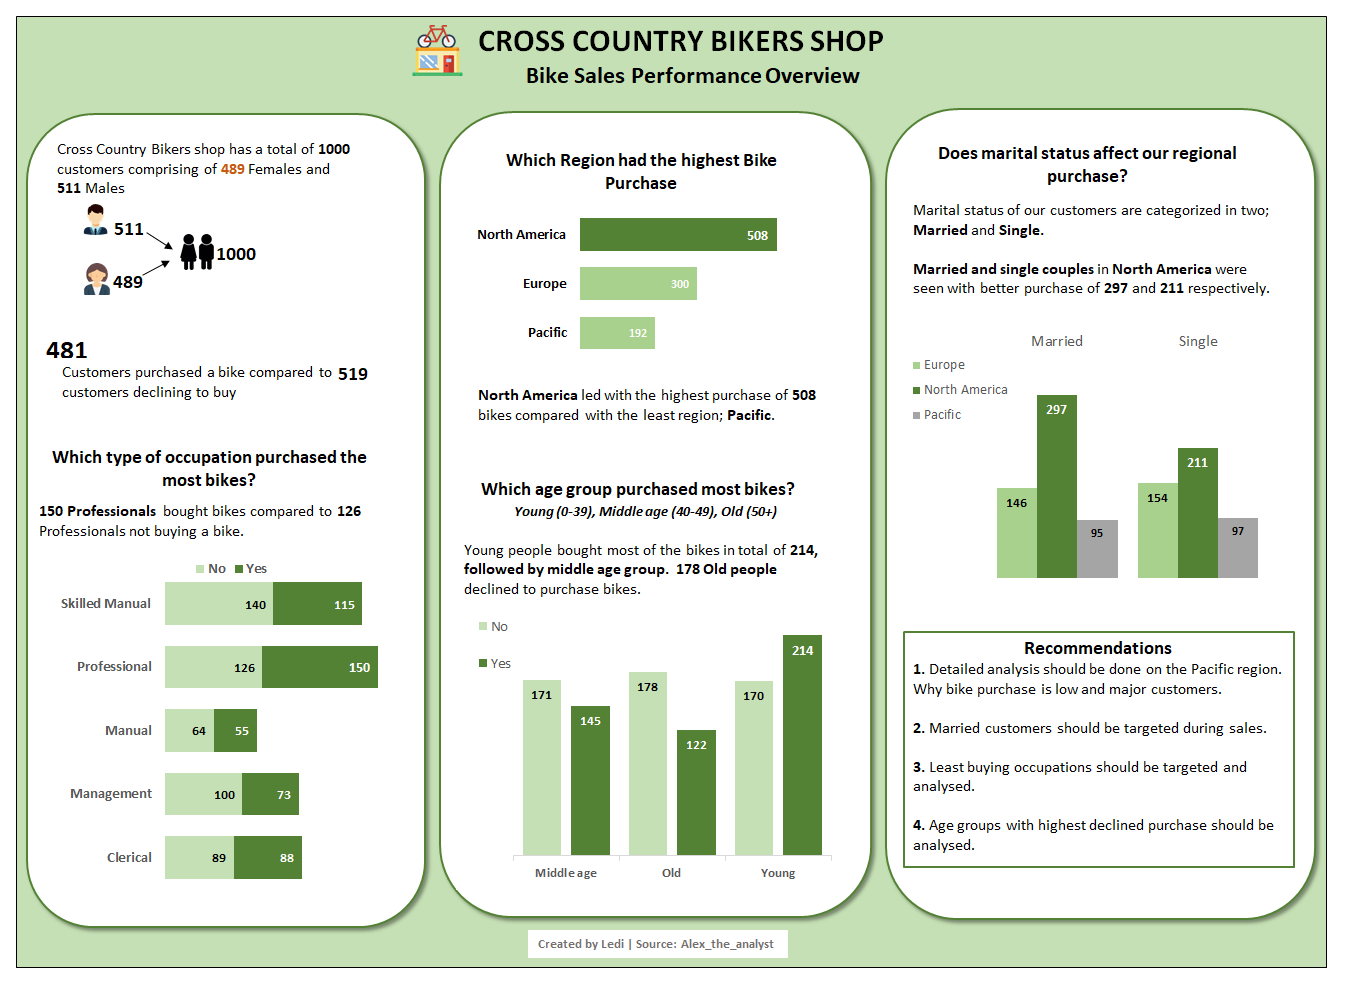 CROSS COUNTRY BIKERS SHOP
Bike Sales Performance Overview
Cross Country Bikers shop has a total of 1000
customers comprising of 489 Females and
511 Males
511
1000
489
481
Customers purchased a bike compared to 519
customers declining to buy
Which type of occupation purchased the
most bikes?
150 Professionals bought bikes compared to 126
Professionals not buying a bike.
No Yes
Skilled Manual 140 115
Professional 126 150
Manual 64 55
Management 100 73
Clerical 89 88
Which Region had the highest Bike
Purchase
North America 508
Europe 300
Pacific 192
North America led with the highest purchase of 508
bikes compared with the least region; Pacific.
Which age group purchased most bikes?
Young (0-39), Middle age (40-49), Old (50+)
Young people bought most of the bikes in total of 214,
followed by middle age group. 178 Old people
declined to purchase bikes.
No
Yes
171 145 178 122 170 214
Middle age Old Young
Does marital status affect our regional
purchase?
Marital status of our customers are categorized in two;
Married and Single.
Married and single couples in North America were
seen with better purchase of 297 and 211 respectively.
Married Single
Europe
North America
Pacific
146 297 95 154 211 97
Recommendations
1. Detailed analysis should be done on the Pacific region.
Why bike purchase is low and major customers.
2. Married customers should be targeted during sales.
3. Least buying occupations should be targeted and
analysed.
4. Age groups with highest declined purchase should be
analysed.
Created by Ledi | Source: Alex_the_analyst